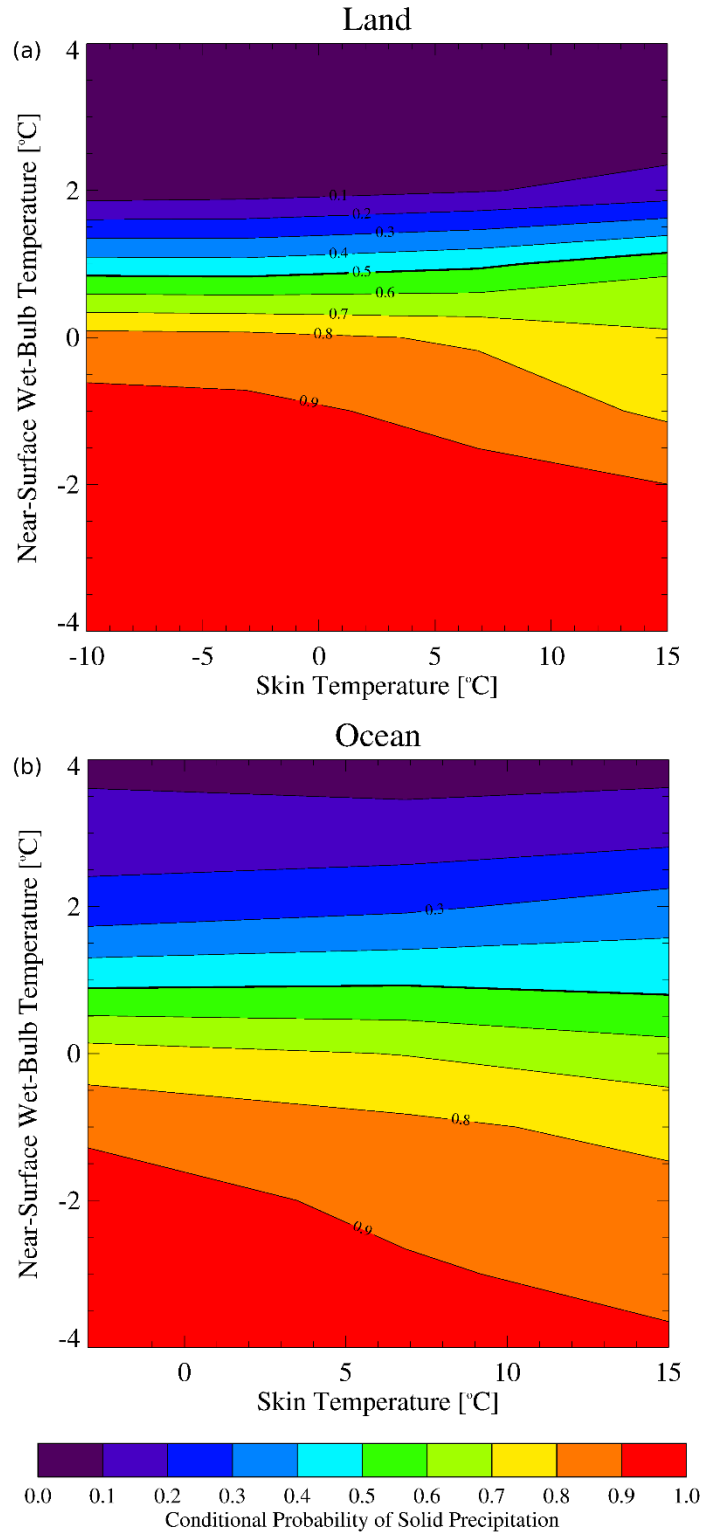 Land
(a)
Near-Surface Wet-Bulb Temperature [°C]
4
2
0
-2
-4
0.1
0.2
0.3
0.4
0.5
0.6
0.7
0.8
0.9
-10 -5 0 5 10 15
Skin Temperature [°C]
Ocean
(b)
Near-Surface Wet-Bulb Temperature [°C]
4
2
0
-2
-4
0.3
0.8
0.9
0 5 10 15
Skin Temperature [°C]
0.0 0.1 0.2 0.3 0.4 0.5 0.6 0.7 0.8 0.9 1.0
Conditional Probability of Solid Precipitation